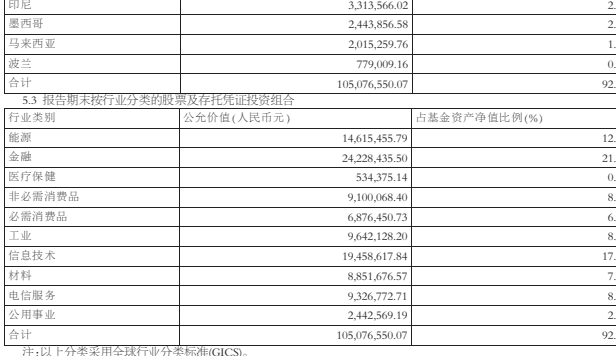 印尼 3,313,566.02 2.
墨西哥 2,443,856.58 2.
马来西亚 2,015,259.76 1.
波兰 779,009.16 0.
合计 105,076,550.07 92.
5.3 报告期末按行业分类的股票及存托凭证投资组合
行业类别 公允价值(人民币元) 占基金资产净值比例(%)
能源 14,615,455.79 12.
金融 24,228,435.50 21.
医疗保健 534,375.14 0.
非必需消费品 9,100,068.40 8.
必需消费品 6,876,450.73 6.
工业 9,642,128.20 8.
信息技术 19,458,617.84 17.
材料 8,851,676.57 7.
电信服务 9,326,772.71 8.
公用事业 2,442,569.19 2.
合计 105,076,550.07 92.
注:以上分类采用全球行业分类标准(GICS)。